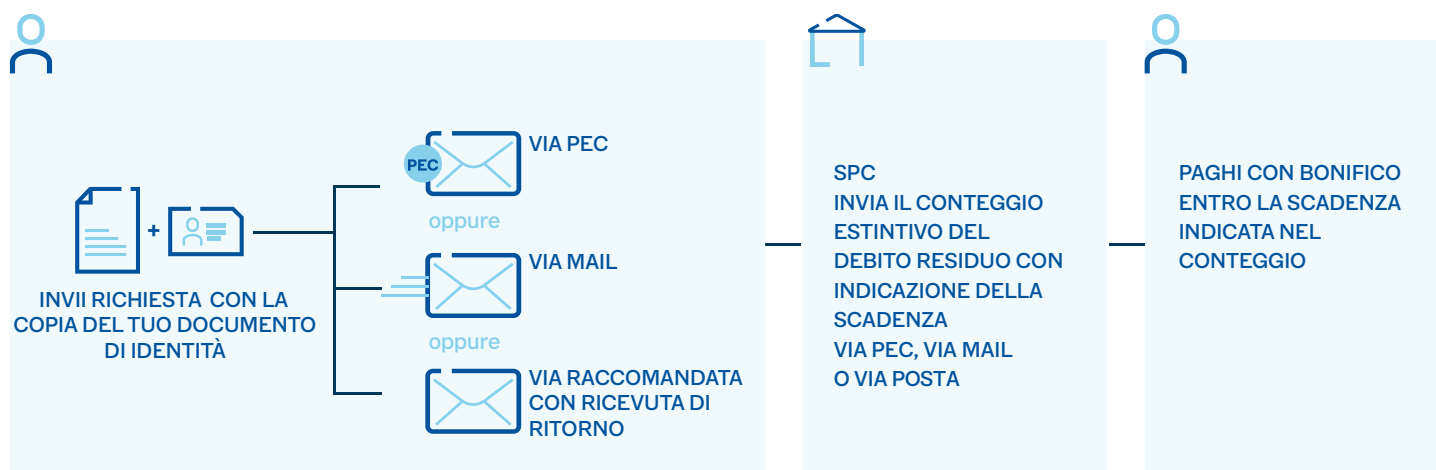 INVII RICHIESTA CON LA
COPIA DEL TUO DOCUMENTO
DI IDENTITÀ
PEC
VIA PEC
oppure
VIA MAIL
oppure
VIA RACCOMANDATA
CON RICEVUTA DI
RITORNO
SPC
INVIA IL CONTEGGIO
ESTINTIVO DEL
DEBITO RESIDUO CON
INDICAZIONE DELLA
SCADENZA
VIA PEC, VIA MAIL
O VIA POSTA
PAGHI CON BONIFICO
ENTRO LA SCADENZA
INDICATA NEL
CONTEGGIO